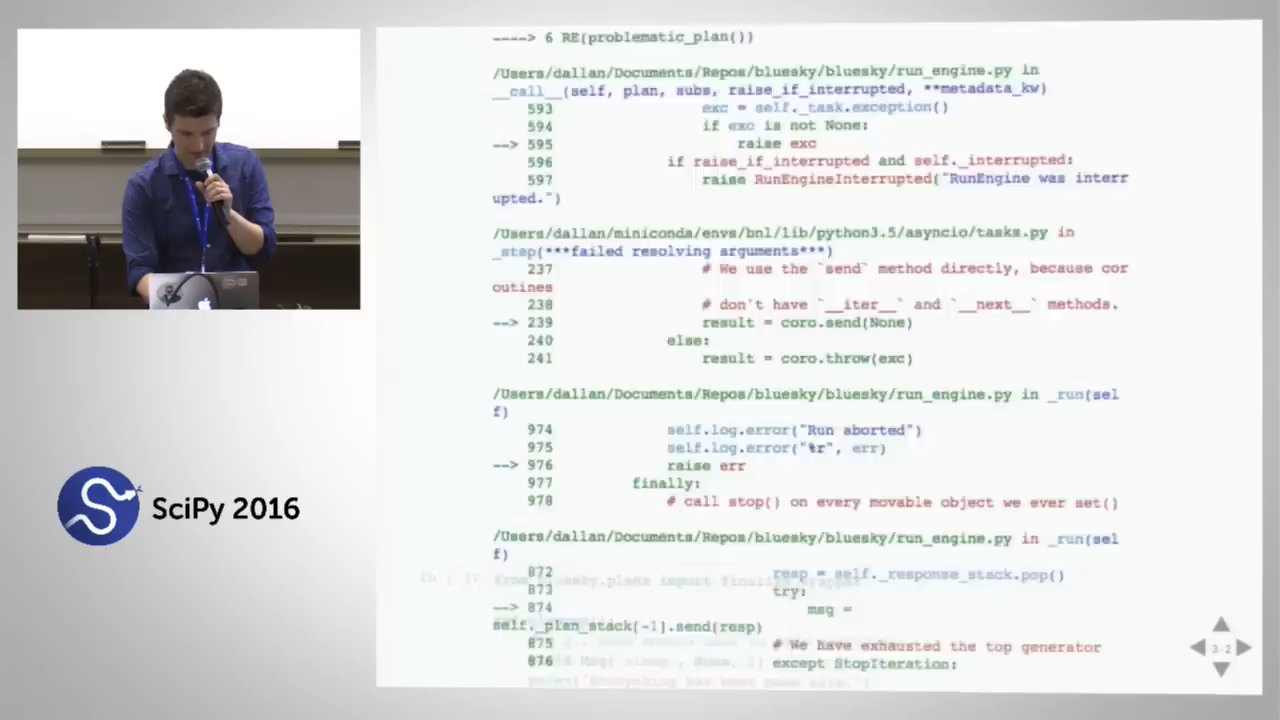 ----> 6 RE(problematic_plan())
/Users/dallan/Documents/Repos/bluesky/bluesky/run_engine.py in
__call__(self, plan, subs, raise_if_interrupted, **metadata_kw)
593 exc = self._task.exception()
594 if exc is not None:
--> 595 raise exc
596 if raise_if_interrupted and self._interrupted:
597 raise RunEngineInterrupted("RunEngine was interr
upted.")
/Users/dallan/miniconda/envs/bnl/lib/python3.5/asyncio/tasks.py in
_step(***failed resolving arguments***)
237 # We use the `send` method directly, because cor
outines
238 # don't have `__iter__` and `__next__` methods.
--> 239 result = coro.send(None)
240 else:
241 result = coro.throw(exc)
/Users/dallan/Documents/Repos/bluesky/bluesky/run_engine.py in _run(sel
f)
974 self.log.error("Run aborted")
975 self.log.error("%r", err)
--> 976 raise err
977 finally:
978 # call stop() on every movable object we ever set()
/Users/dallan/Documents/Repos/bluesky/bluesky/run_engine.py in _run(sel
f)
872 resp = self._response_stack.pop()
873 try:
--> 874 msg =
self._plan_stack[-1].send(resp)
875 # We have exhausted the top generator
876 except StopIteration:
from bluesky.plans import
SciPy 2016
3-2